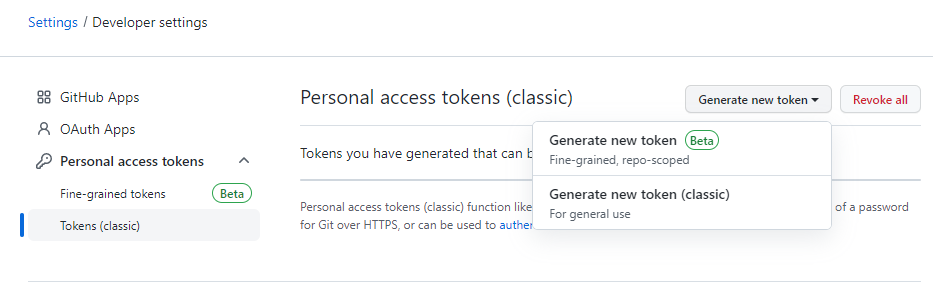 Settings / Developer settings
GitHub Apps
OAuth Apps
Personal access tokens
Fine-grained tokens Beta
Tokens (classic)
Personal access tokens (classic)
Generate new token
Revoke all
Generate new token Beta
Fine-grained, repo-scoped
Generate new token (classic)
For general use
Tokens you have generated that can b
Personal access tokens (classic) function like of a password
for Git over HTTPS, or can be used to authen